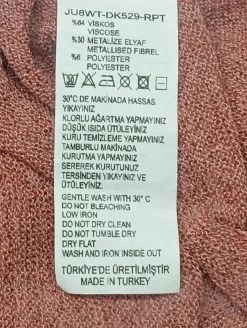 JU8WT-DK529-RPT
%64 VİSKOS
VISCOSE
%30 METALİZE ELYAF
METALLISED FIBREL
%6 POLYESTER
POLYESTER
30°C DE MAKİNADA HASSAS
YIKAYINIZ
KLORLU AĞARTMA YAPMAYINIZ
DÜŞÜK ISIDA ÜTÜLEYİNİZ
KURU TEMİZLEME YAPMAYINIZ
TAMBURLU MAKİNADA
KURUTMA YAPMAYINIZ
SEREREK KURUTUNUZ
TERSİNDEN YIKAYINIZ VE
ÜTÜLEYİNİZ.
GENTLE WASH WITH 30° C
DO NOT BLEACHING
LOW IRON
DO NOT DRY CLEAN
DO NOT TUMBLE DRY
DRY FLAT
WASH AND IRON INSIDE OUT
TÜRKİYE'DE ÜRETİLMİŞTİR
MADE IN TURKEY